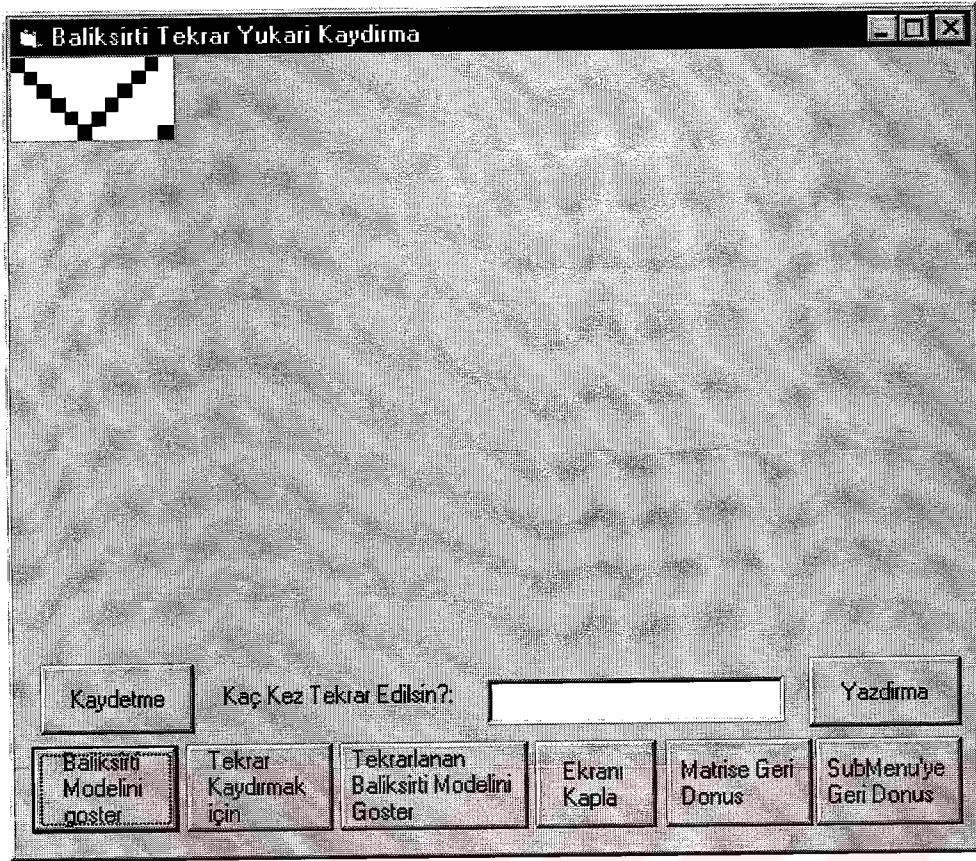 Baliksirti Tekrar Yukari Kaydirma
Kaydetme
Kaç Kez Tekrar Edilsin?:
Yazdirma
Baliksirti
Modelini
goster
Tekrar
Kaydırmak
için
Tekrarlanan
Baliksirti Modelini
Goster
Ekranı
Kapla
Matrise Geri
Donus
SubMenu'ye
Geri Donus